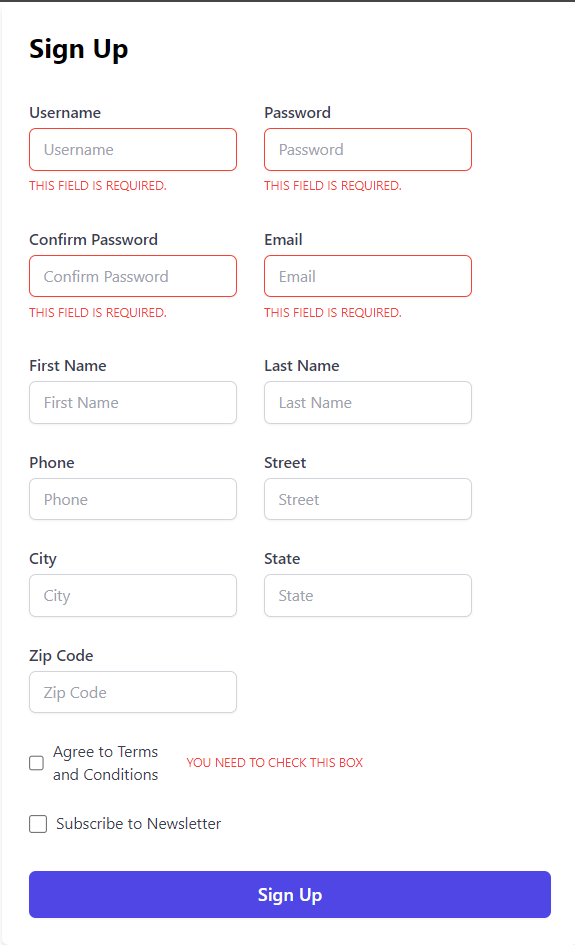 Sign Up
Username
Password
Username
Password
THIS FIELD IS REQUIRED.
THIS FIELD IS REQUIRED.
Confirm Password
Email
Confirm Password
Email
THIS FIELD IS REQUIRED.
THIS FIELD IS REQUIRED.
First Name
Last Name
First Name
Last Name
Phone
Street
Phone
Street
City
State
City
State
Zip Code
Zip Code
Agree to Terms
and Conditions
YOU NEED TO CHECK THIS BOX
Subscribe to Newsletter
Sign Up